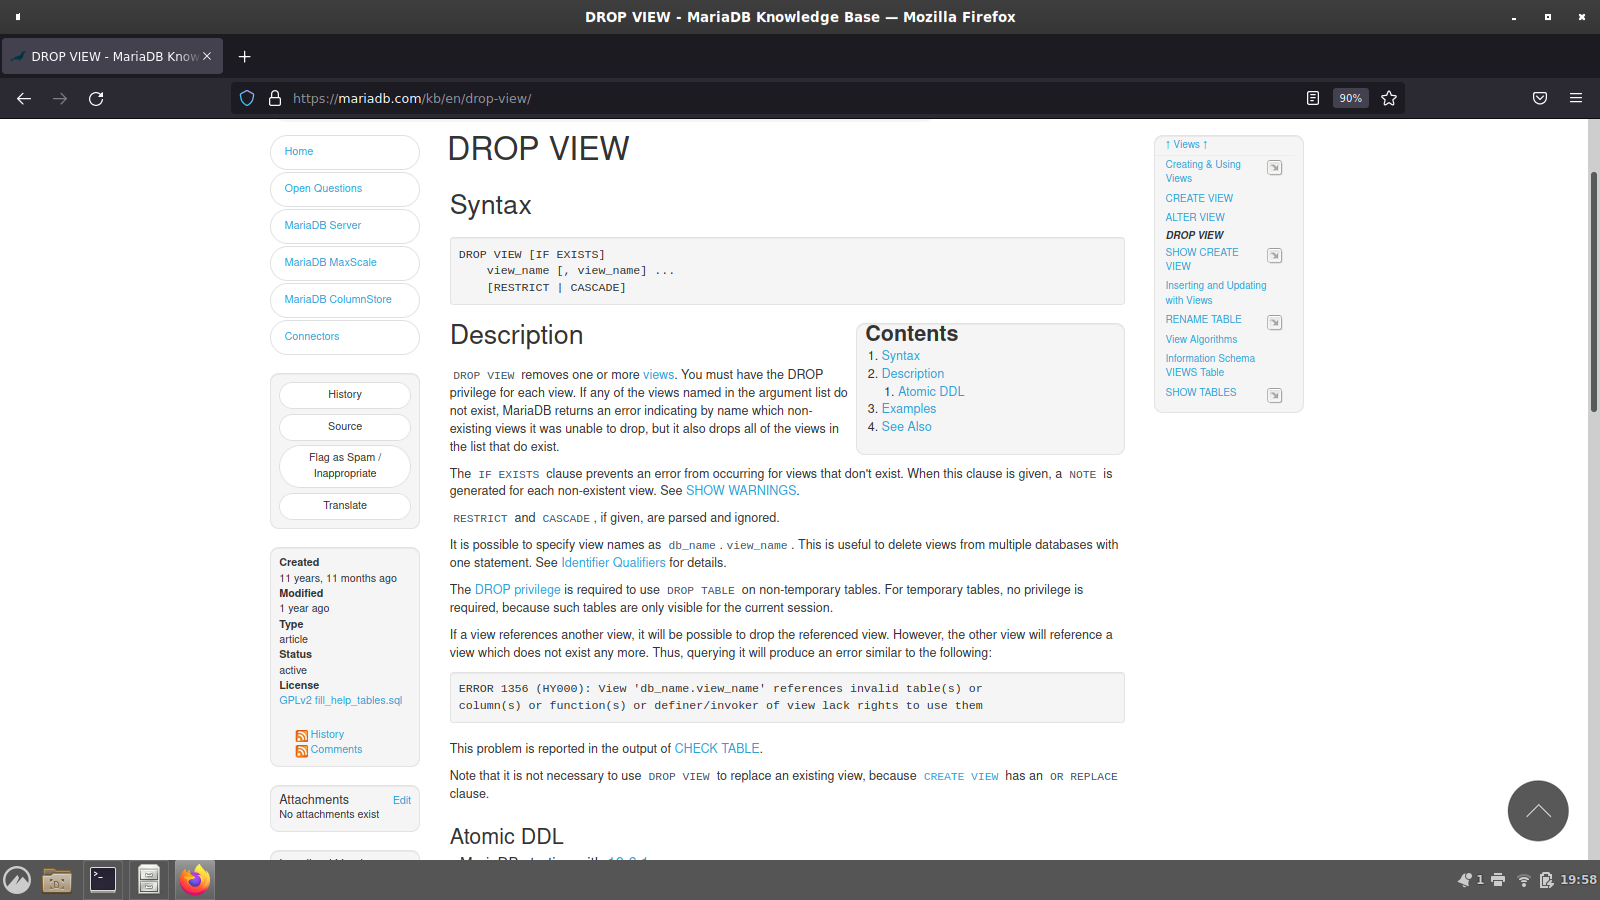 DROP VIEW - MariaDB Knowledge Base — Mozilla Firefox
DROP VIEW - MariaDB Know
https://mariadb.com/kb/en/drop-view/
90%
Home
Open Questions
MariaDB Server
MariaDB MaxScale
MariaDB ColumnStore
Connectors
History
Source
Flag as Spam /
Inappropriate
Translate
Created
11 years, 11 months ago
Modified
1 year ago
Type
article
Status
active
License
GPLv2 fill_help_tables.sql
History
Comments
Attachments Edit
No attachments exist
DROP VIEW
Syntax
DROP VIEW [IF EXISTS]
view_name [, view_name] ...
[RESTRICT | CASCADE]
Description
DROP VIEW removes one or more views. You must have the DROP
privilege for each view. If any of the views named in the argument list do
not exist, MariaDB returns an error indicating by name which non-
existing views it was unable to drop, but it also drops all of the views in
the list that do exist.
Contents
1. Syntax
2. Description
1. Atomic DDL
3. Examples
4. See Also
The IF EXISTS clause prevents an error from occurring for views that don't exist. When this clause is given, a NOTE is
generated for each non-existent view. See SHOW WARNINGS.
RESTRICT and CASCADE, if given, are parsed and ignored.
It is possible to specify view names as db_name.view_name. This is useful to delete views from multiple databases with
one statement. See Identifier Qualifiers for details.
The DROP privilege is required to use DROP TABLE on non-temporary tables. For temporary tables, no privilege is
required, because such tables are only visible for the current session.
If a view references another view, it will be possible to drop the referenced view. However, the other view will reference a
view which does not exist any more. Thus, querying it will produce an error similar to the following:
ERROR 1356 (HY000): View 'db_name.view_name' references invalid table(s) or
column(s) or function(s) or definer/invoker of view lack rights to use them
This problem is reported in the output of CHECK TABLE.
Note that it is not necessary to use DROP VIEW to replace an existing view, because CREATE VIEW has an OR REPLACE
clause.
Atomic DDL
↑ Views ↑
Creating & Using
Views
CREATE VIEW
ALTER VIEW
DROP VIEW
SHOW CREATE
VIEW
Inserting and Updating
with Views
RENAME TABLE
View Algorithms
Information Schema
VIEWS Table
SHOW TABLES
1
19:58